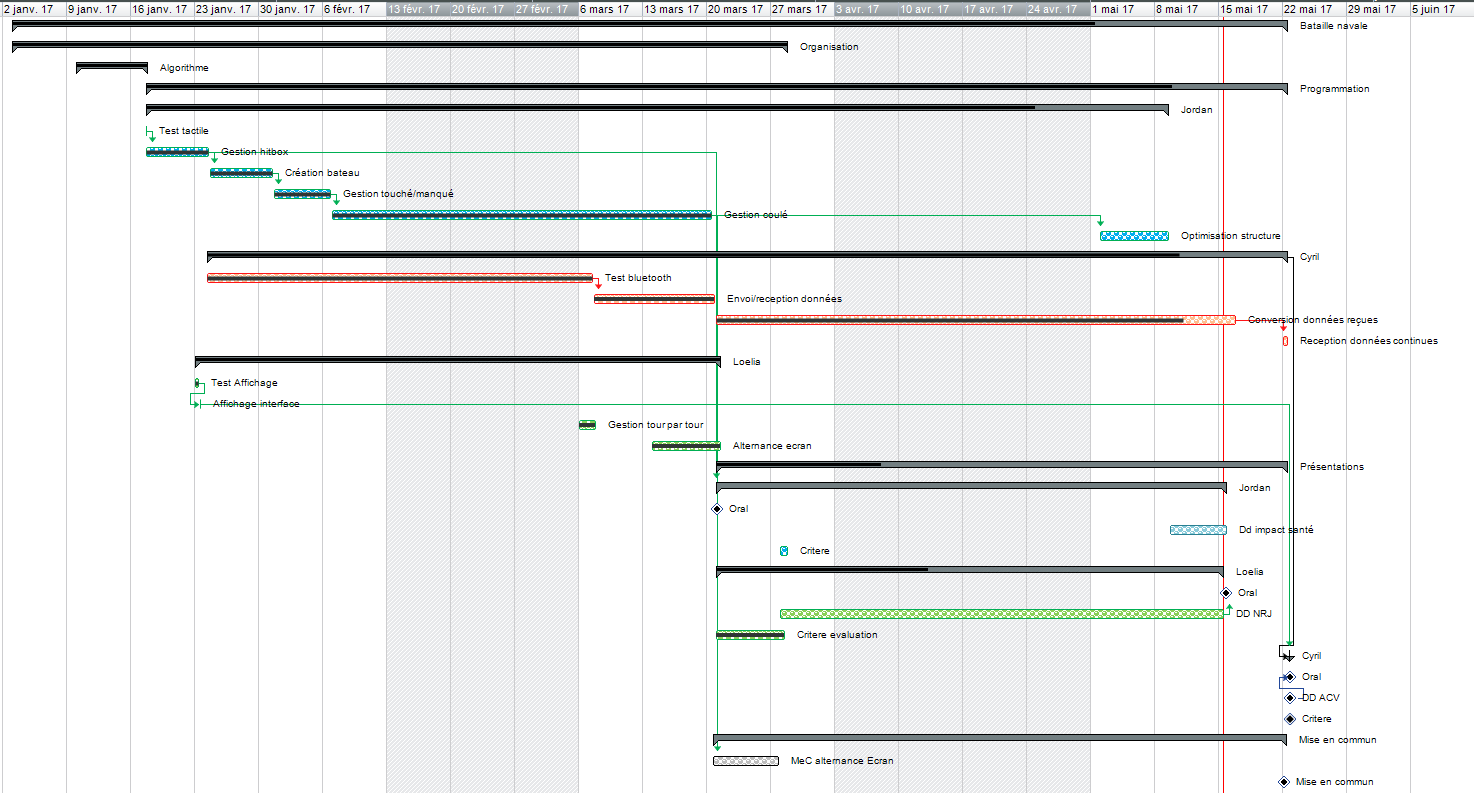 2 janv. 17 9 janv. 17 16 janv. 17 23 janv. 17 30 janv. 17 6 févr. 17 13 févr. 17 20 févr. 17 27 févr. 17 6 mars 17 13 mars 17 20 mars 17 27 mars 17 3 avr. 17 10 avr. 17 17 avr. 17 24 avr. 17 1 mai 17 8 mai 17 15 mai 17 22 mai 17 29 mai 17 5 juin 17
Bataille navale
Organisation
Algorithme
Programmation
Jordan
Test tactile
Gestion hitbox
Création bateau
Gestion touché/manqué
Gestion coulé
Optimisation structure
Cyril
Test bluetooth
Envoi/reception données
Conversion données reçues
Reception données continues
Loelia
Test Affichage
Affichage interface
Gestion tour par tour
Alternance ecran
Présentations
Jordan
Oral
Dd impact santé
Critere
Loelia
Oral
DD NRJ
Critere evaluation
Cyril
Oral
DD ACV
Critere
Mise en commun
MeC alternance Ecran
Mise en commun